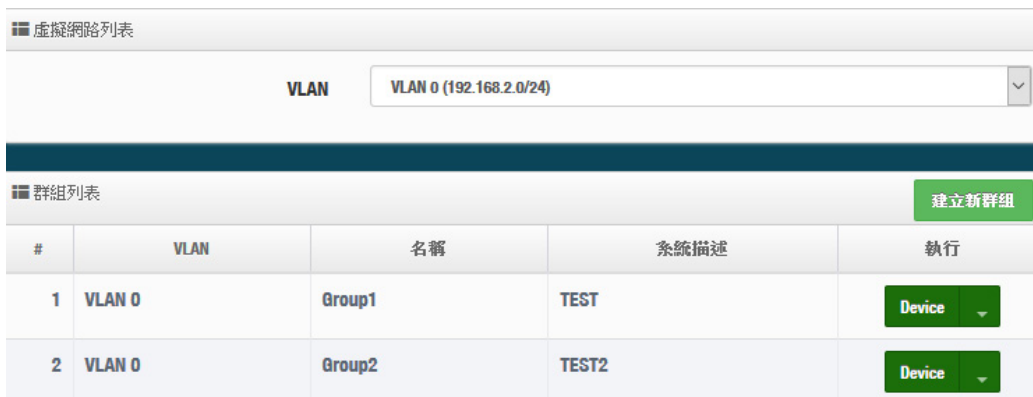 虛擬網路列表
VLAN VLAN 0 (192.168.2.0/24)
群組列表 建立新群組
# VLAN 名稱 系統描述 執行
1 VLAN 0 Group1 TEST Device
2 VLAN 0 Group2 TEST2 Device